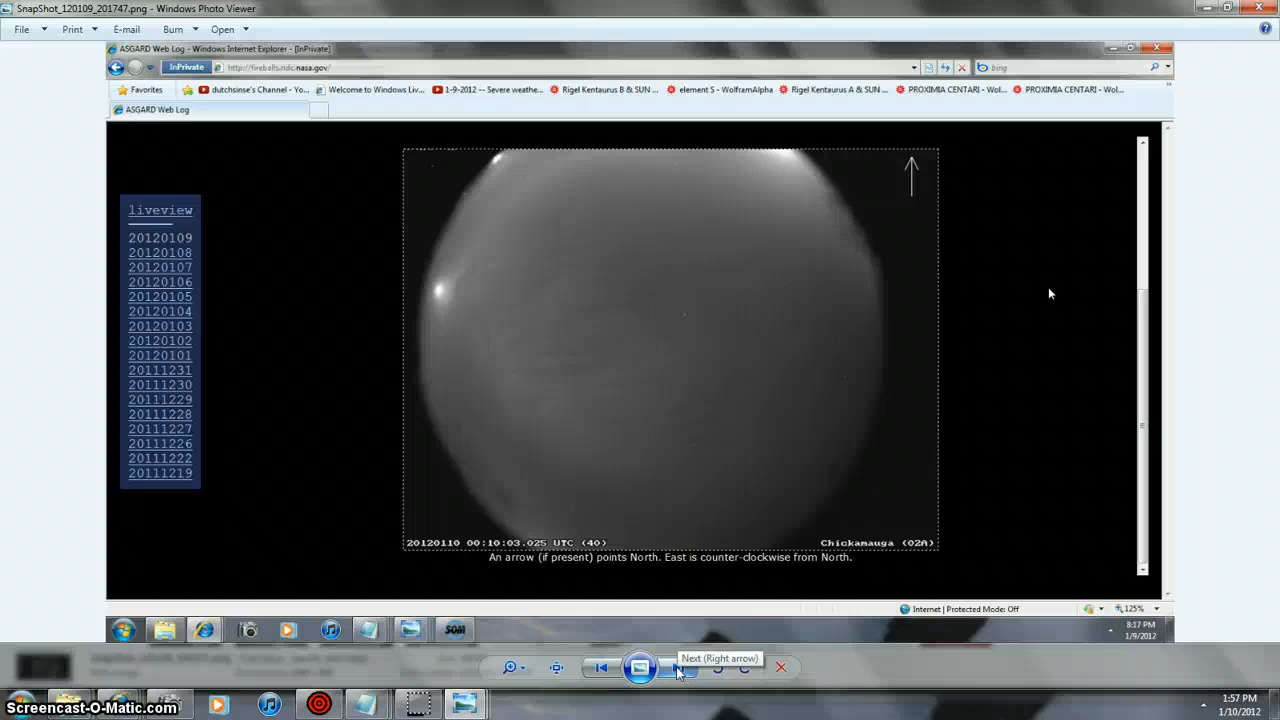 SnapShot_120109_201747.png - Windows Photo Viewer
File Print E-mail Burn Open
ASGARD Web Log - Windows Internet Explorer - [InPrivate]
InPrivate http://fireballs.ndc.nasa.gov/ bing
Favorites dutchsinse's Channel - Yo... Welcome to Windows Liv... 1-9-2012 -- Severe weathe... Rigel Kentaurus B & SUN ... element S - WolframAlpha Rigel Kentaurus A & SUN ... PROXIMIA CENTARI - Wol... PROXIMIA CENTARI - Wol...
ASGARD Web Log
liveview
20120109
20120108
20120107
20120106
20120105
20120104
20120103
20120102
20120101
20111231
20111230
20111229
20111228
20111227
20111226
20111222
20111219
20120110 00:10:03.025 UTC (40) Chickamauga (02A)
An arrow (if present) points North. East is counter-clockwise from North.
Internet | Protected Mode: Off 125%
SOM
8:17 PM
1/9/2012
Next (Right arrow)
Screencast-O-Matic.com
1:57 PM
1/10/2012